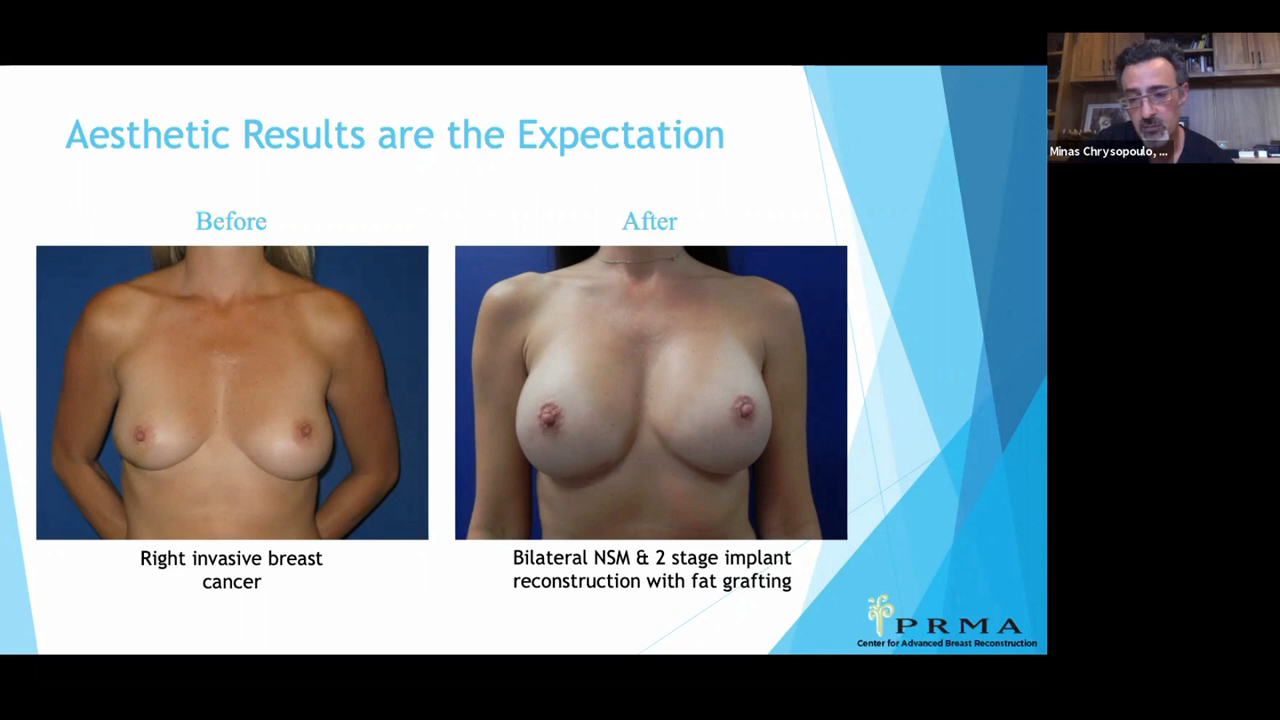 Aesthetic Results are the Expectation
Before
After
Right invasive breast
cancer
Bilateral NSM & 2 stage implant
reconstruction with fat grafting
PRMA
Center for Advanced Breast Reconstruction
Minas Chrysopoulo, ...